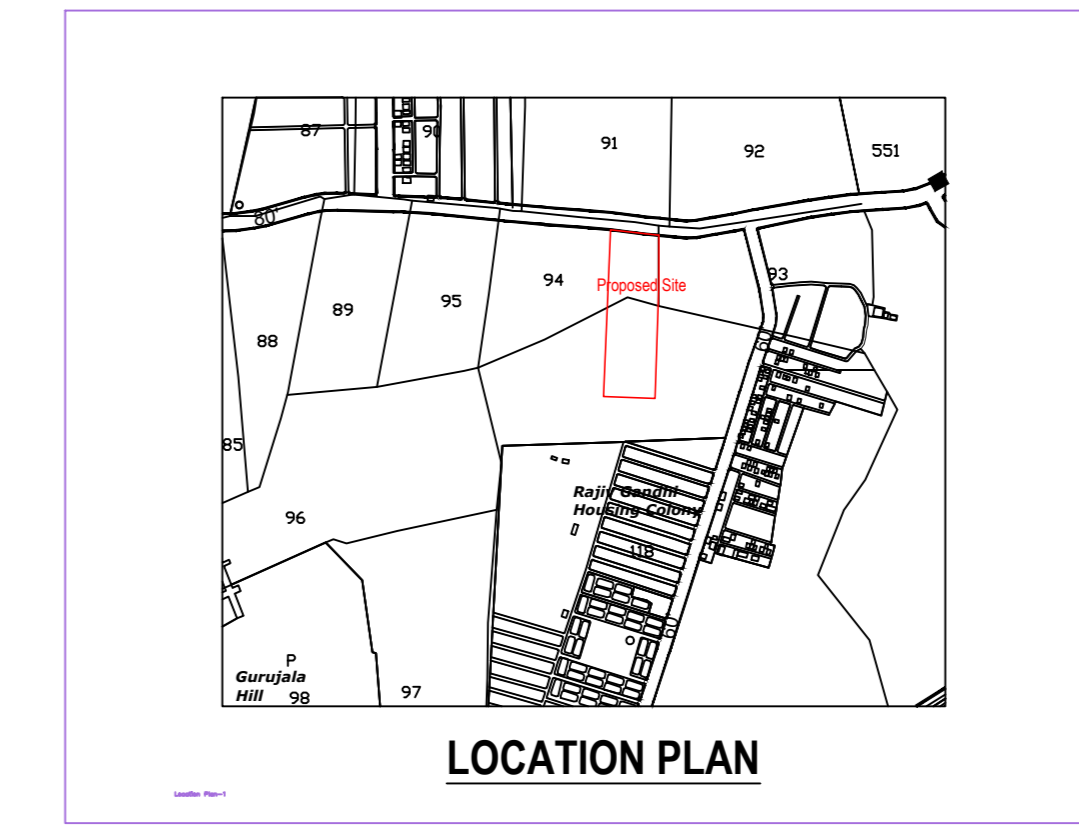 87
90
91
92
551
80'
94
93
Proposed Site
95
89
88
85
Rajiv Gandhi
Housing Colony
96
118
P
Gurujala
Hill
98
97
LOCATION PLAN
Location Plan-1